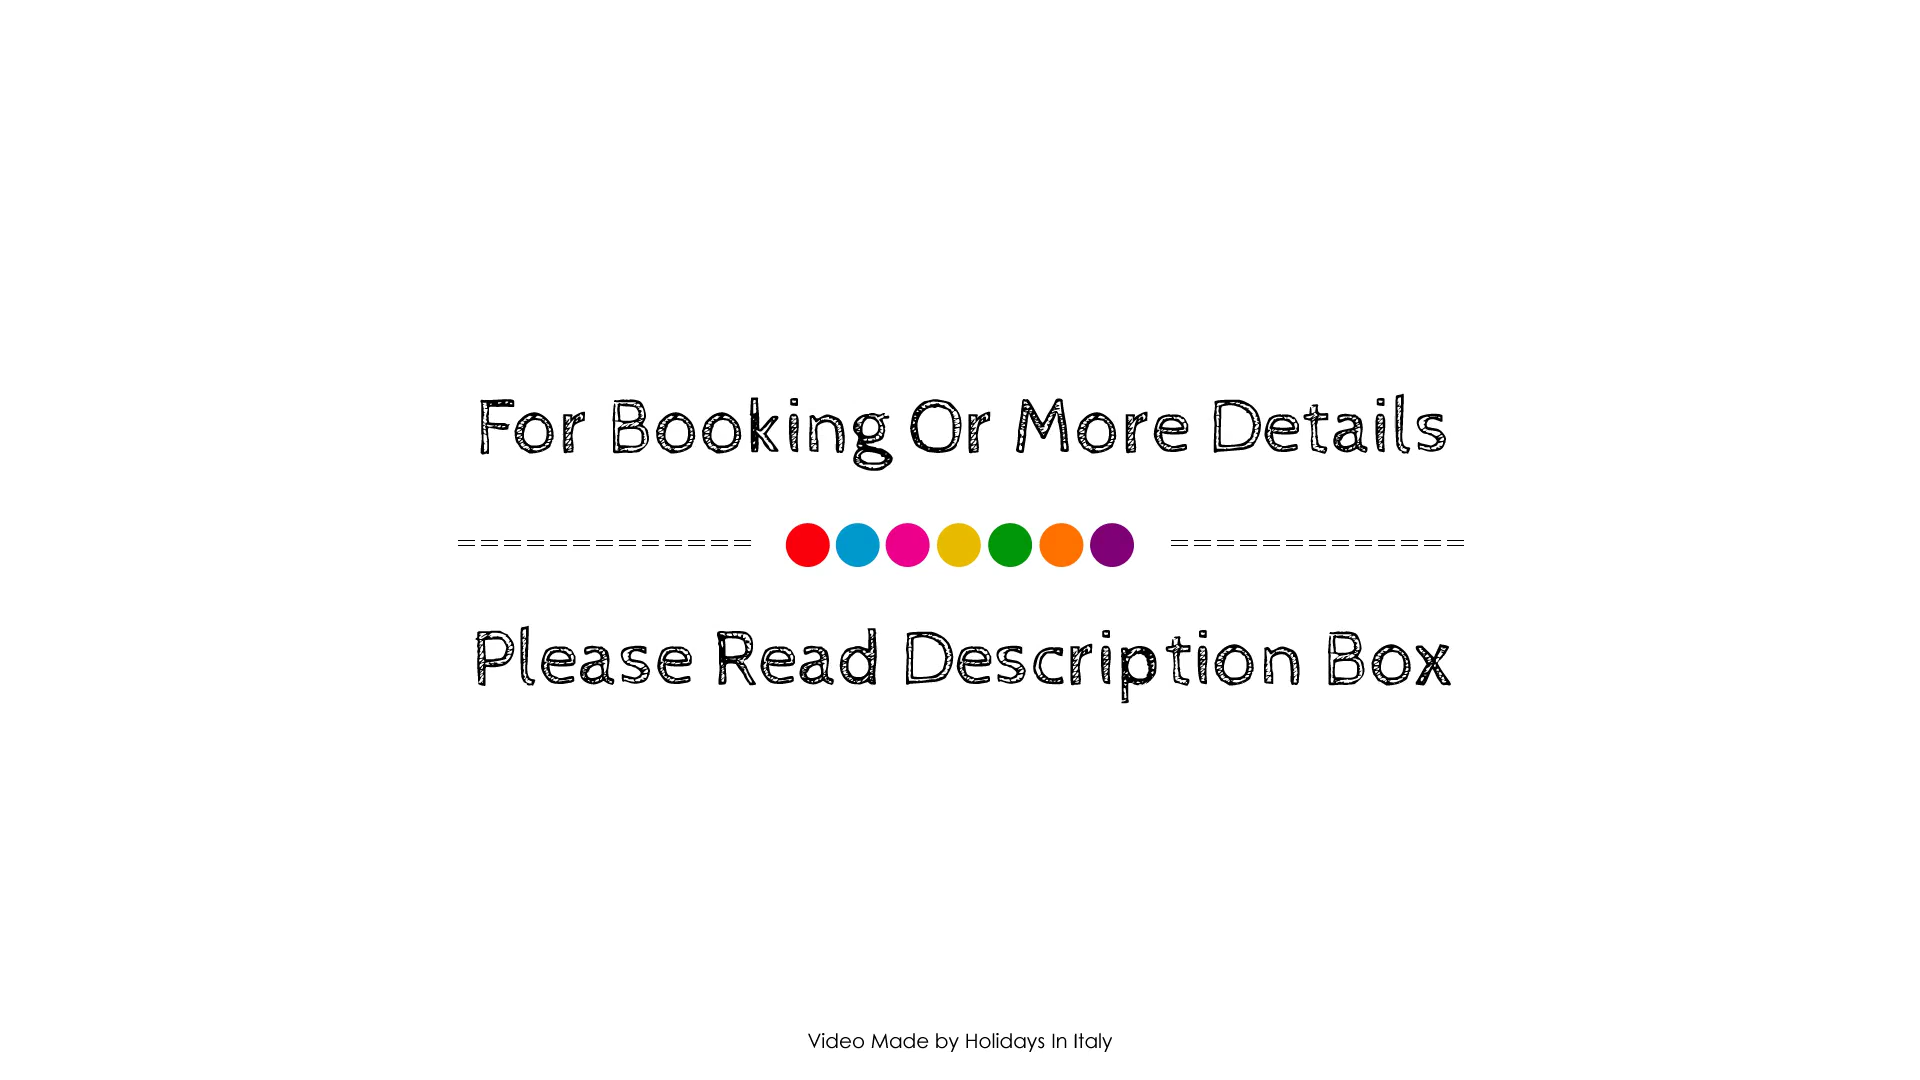 For Booking Or More Details
============= =============
Please Read Description Box
Video Made by Holidays In Italy